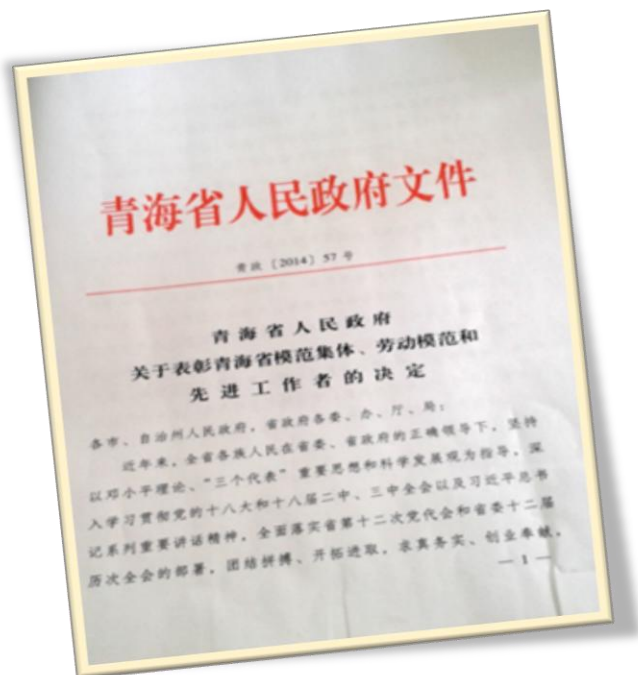 青海省人民政府文件
青政〔2014〕57号
青海省人民政府
关于表彰青海省模范集体、劳动模范和
先进工作者的决定
各市、自治州人民政府，省政府各委、办、厅、局：
近年来，全省各族人民在省委、省政府的正确领导下，坚持
以邓小平理论、“三个代表”重要思想和科学发展观为指导，深
入学习贯彻党的十八大和十八届二中、三中全会以及习近平总书
记系列重要讲话精神，全面落实省第十二次党代会和省委十二届
历次全会的部署，团结拼搏、开拓进取，求真务实、创业奉献，
— 1 —